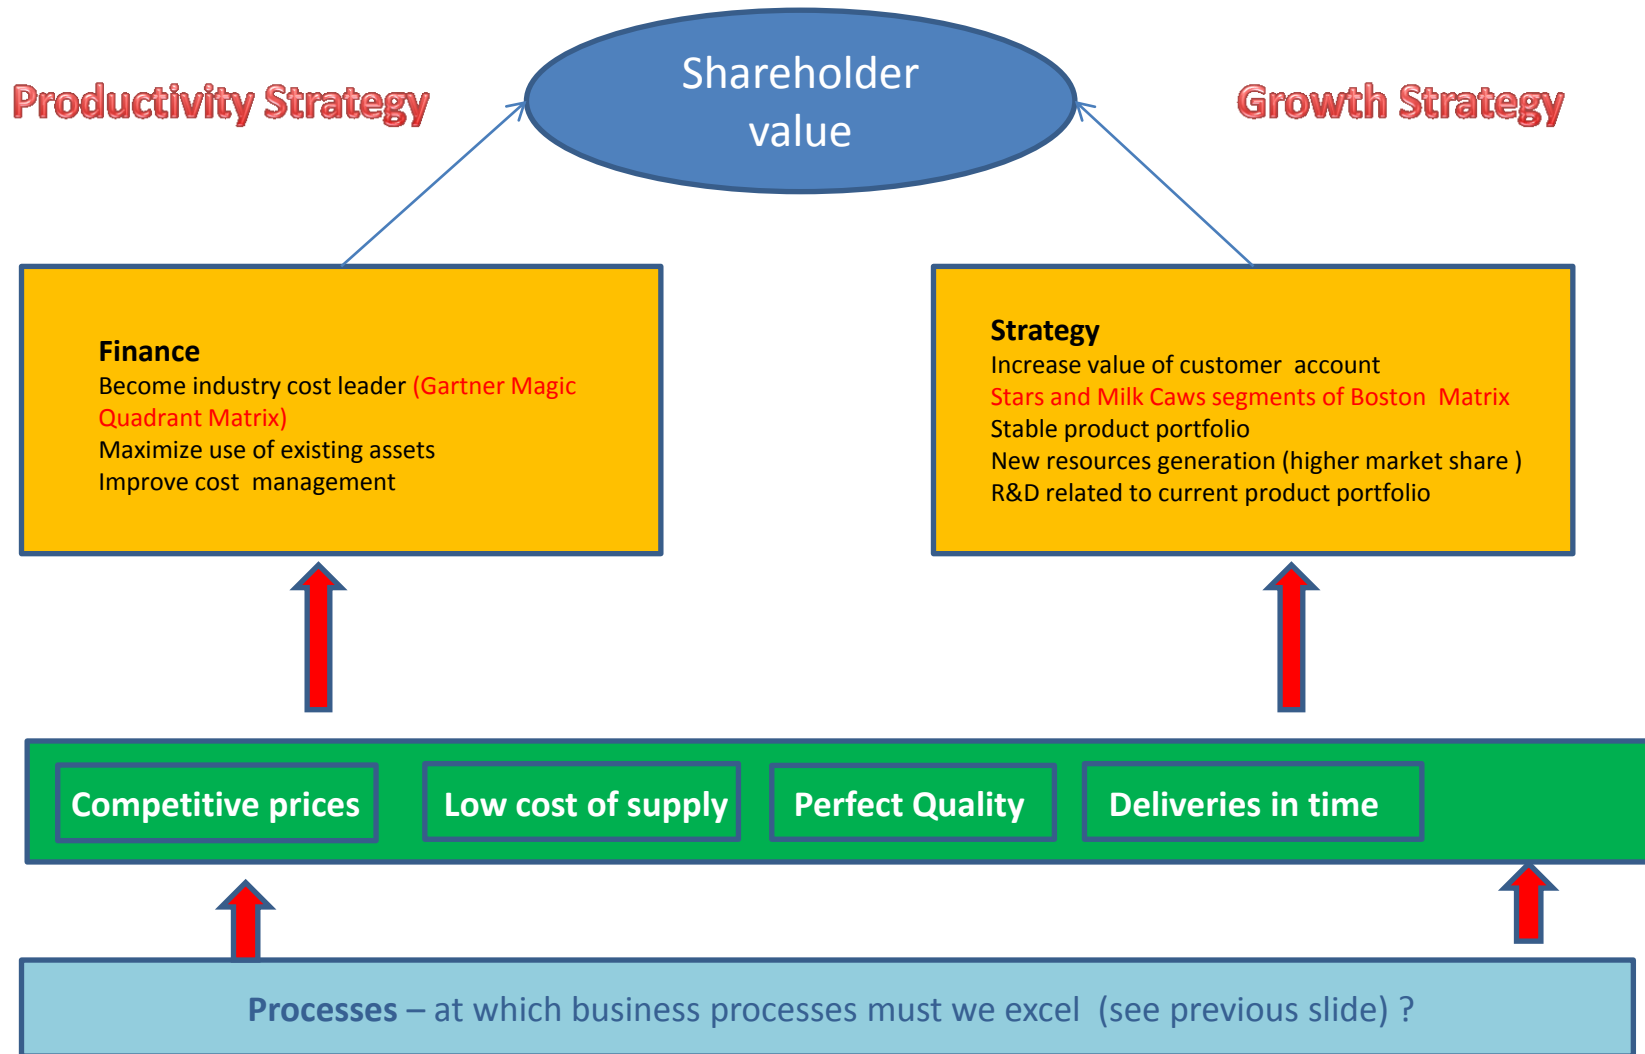 Shareholder
value
Productivity Strategy
Growth Strategy
Finance
Become industry cost leader (Gartner Magic
Quadrant Matrix)
Maximize use of existing assets
Improve cost management
Strategy
Increase value of customer account
Stars and Milk Caws segments of Boston Matrix
Stable product portfolio
New resources generation (higher market share )
R&D related to current product portfolio
Competitive prices
Low cost of supply
Perfect Quality
Deliveries in time
Processes – at which business processes must we excel (see previous slide) ?